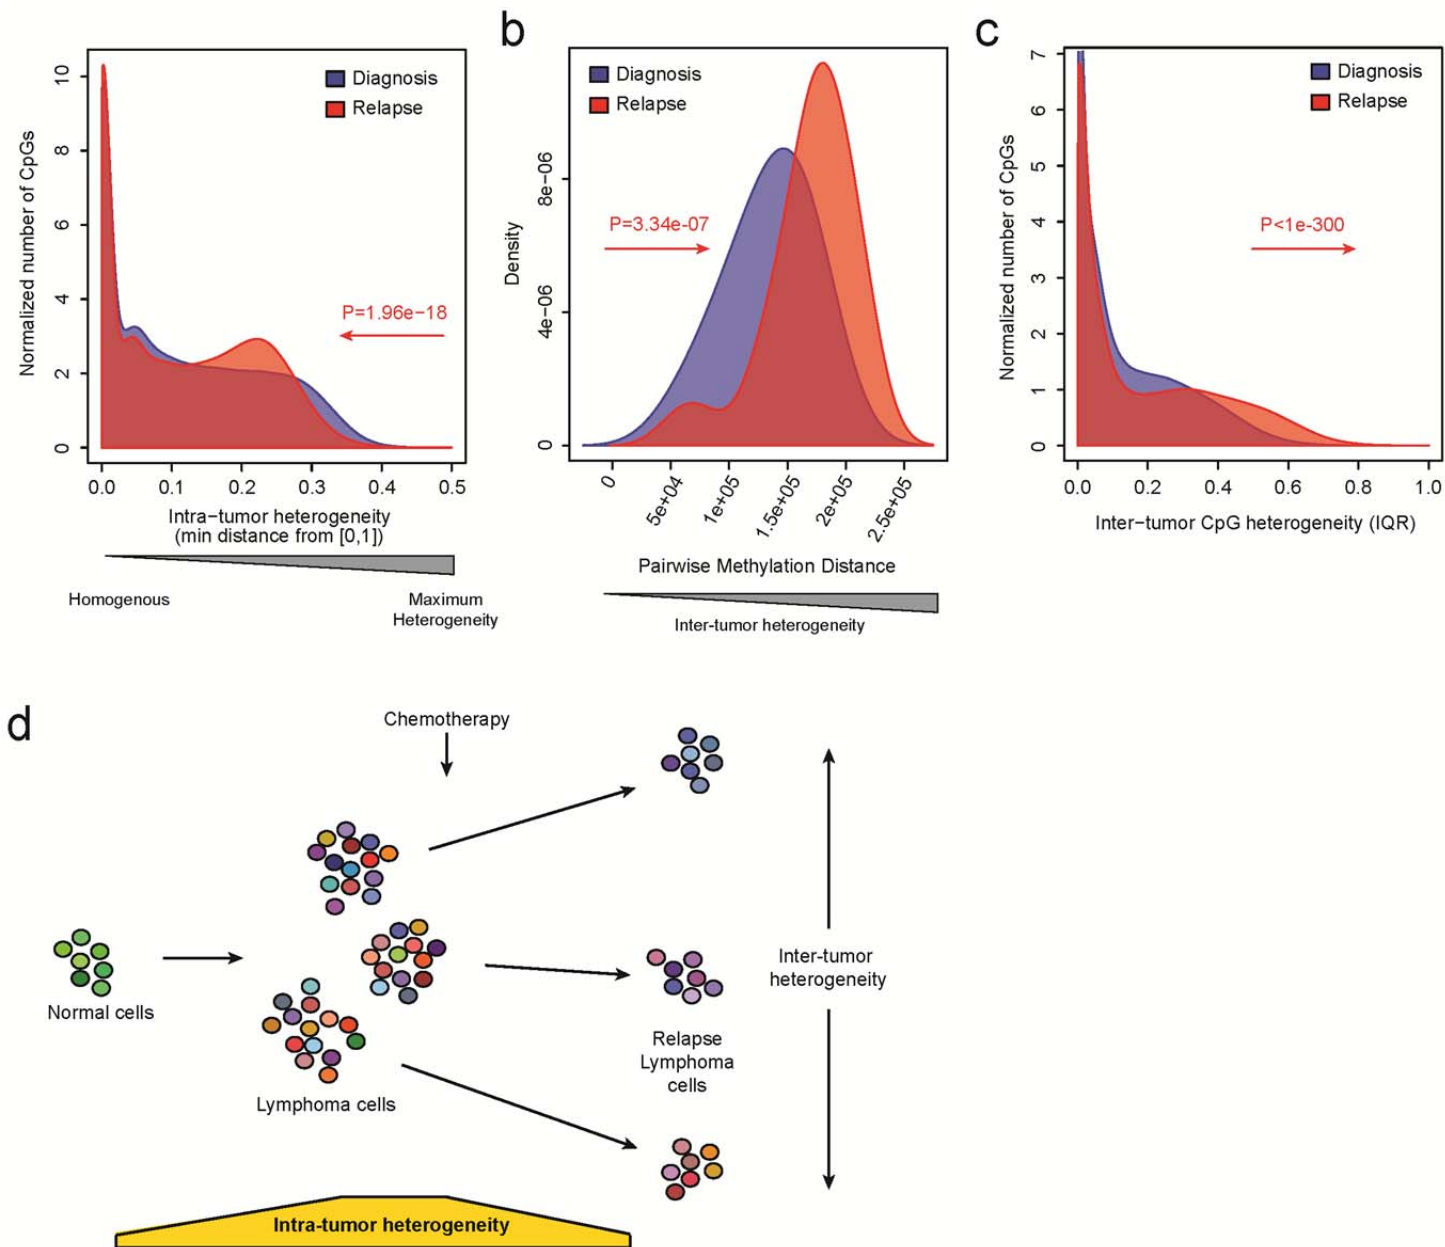 b
c
10
8
6
4
2
0
Normalized number of CpGs
Diagnosis
Relapse
P=1.96e−18
0.0 0.1 0.2 0.3 0.4 0.5
Intra−tumor heterogeneity
(min distance from [0,1])
Homogenous
Maximum
Heterogeneity
Diagnosis
Relapse
P=3.34e-07
Density
8e−06
4e−06
0
0 5e+04 1e+05 1.5e+05 2e+05 2.5e+05
Pairwise Methylation Distance
Inter-tumor heterogeneity
7
6
5
4
3
2
1
0
Normalized number of CpGs
Diagnosis
Relapse
P<1e-300
0.0 0.2 0.4 0.6 0.8 1.0
Inter−tumor CpG heterogeneity (IQR)
d
Chemotherapy
Normal cells
Lymphoma cells
Relapse
Lymphoma
cells
Inter-tumor
heterogeneity
Intra-tumor heterogeneity